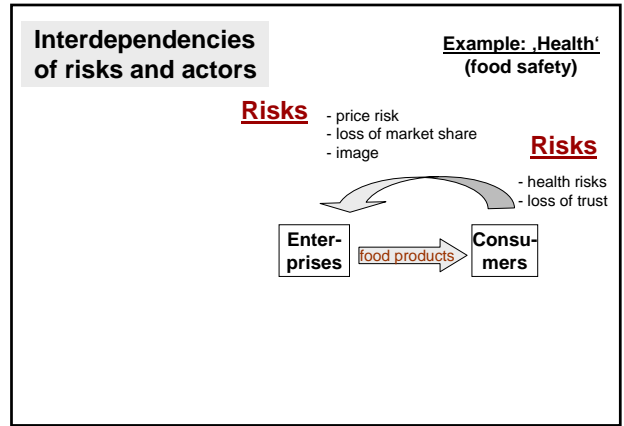 Interdependencies
of risks and actors
Example: ‚Health‘
(food safety)
Risks
- price risk
- loss of market share
- image
Risks
- health risks
- loss of trust
Enter-
prises
food products
Consu-
mers